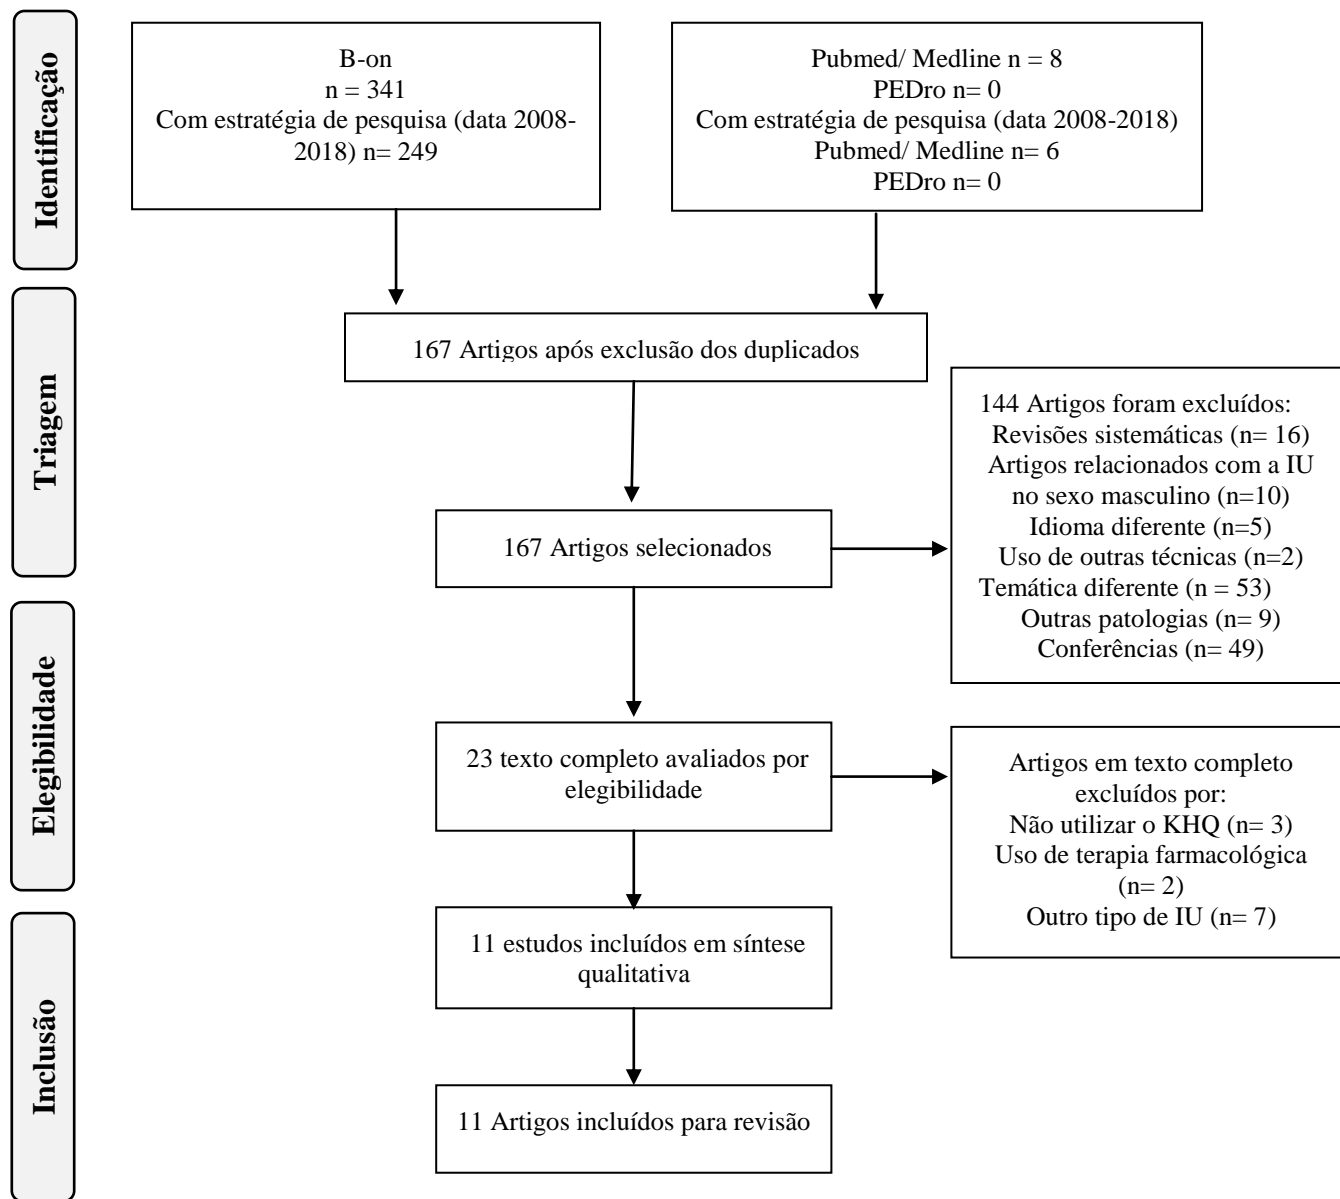 Identificação
B-on
n = 341
Com estratégia de pesquisa (data 2008-
2018) n= 249
Pubmed/ Medline n = 8
PEDro n= 0
Com estratégia de pesquisa (data 2008-2018)
Pubmed/ Medline n= 6
PEDro n= 0
Triagem
167 Artigos após exclusão dos duplicados
167 Artigos selecionados
144 Artigos foram excluídos:
Revisões sistemáticas (n= 16)
Artigos relacionados com a IU
no sexo masculino (n=10)
Idioma diferente (n=5)
Uso de outras técnicas (n=2)
Temática diferente (n = 53)
Outras patologias (n= 9)
Conferências (n= 49)
Elegibilidade
23 texto completo avaliados por
elegibilidade
Artigos em texto completo
excluídos por:
Não utilizar o KHQ (n= 3)
Uso de terapia farmacológica
(n= 2)
Outro tipo de IU (n= 7)
Inclusão
11 estudos incluídos em síntese
qualitativa
11 Artigos incluídos para revisão